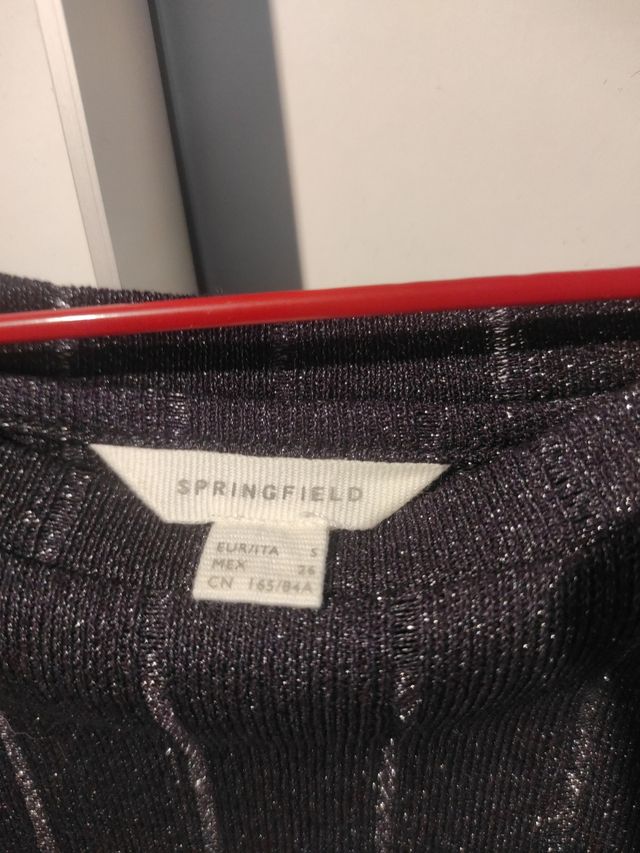 SPRINGFIELD
EUR/ITA S
MEX 26
CN 165/84A